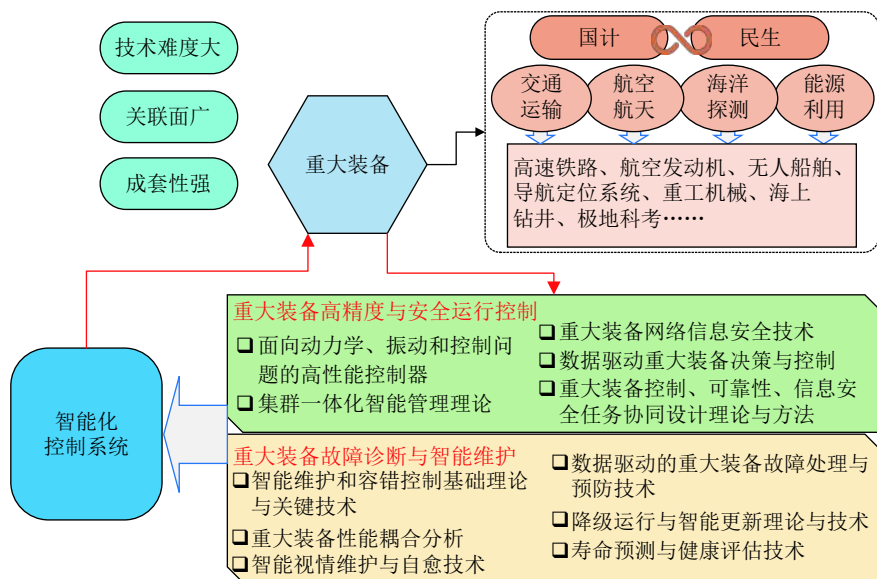 技术难度大
关联面广
成套性强
重大装备
国计
民生
交通
运输
航空
航天
海洋
探测
能源
利用
高速铁路、航空发动机、无人船舶、
导航定位系统、重工机械、海上
钻井、极地科考……
智能化
控制系统
重大装备高精度与安全运行控制
面向动力学、振动和控制问
题的高性能控制器
集群一体化智能管理理论
重大装备网络信息安全技术
数据驱动重大装备决策与控制
重大装备控制、可靠性、信息安
全任务协同设计理论与方法
重大装备故障诊断与智能维护
智能维护和容错控制基础理论
与关键技术
重大装备性能耦合分析
智能视情维护与自愈技术
数据驱动的重大装备故障处理与
预防技术
降级运行与智能更新理论与技术
寿命预测与健康评估技术